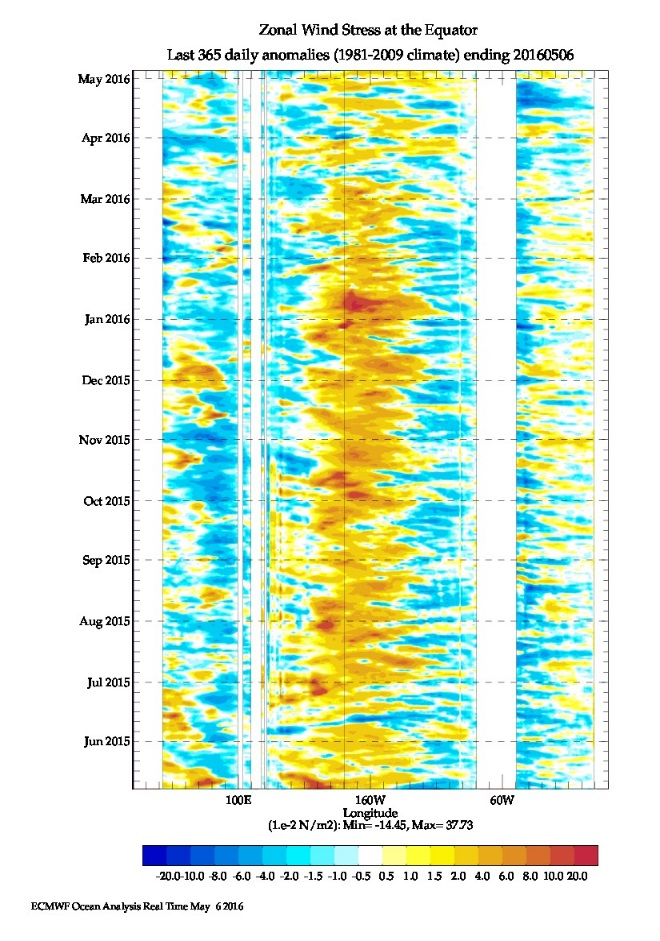 Zonal Wind Stress at the Equator
Last 365 daily anomalies (1981-2009 climate) ending 20160506
May 2016
Apr 2016
Mar 2016
Feb 2016
Jan 2016
Dec 2015
Nov 2015
Oct 2015
Sep 2015
Aug 2015
Jul 2015
Jun 2015
100E 160W 60W
Longitude
(1.e-2 N/m2): Min= -14.45, Max= 37.73
-20.0 -10.0 -8.0 -6.0 -4.0 -2.0 -1.5 -1.0 -0.5 0.5 1.0 1.5 2.0 4.0 6.0 8.0 10.0 20.0
ECMWF Ocean Analysis Real Time May 6 2016